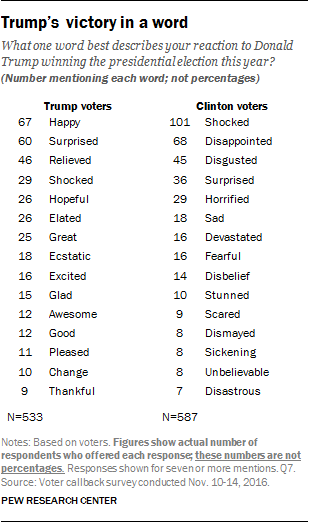 Trump's victory in a word
What one word best describes your reaction to Donald
Trump winning the presidential election this year?
(Number mentioning each word; not percentages)
Trump voters Clinton voters
67 Happy 101 Shocked
60 Surprised 68 Disappointed
46 Relieved 45 Disgusted
29 Shocked 36 Surprised
26 Hopeful 29 Horrified
26 Elated 18 Sad
25 Great 16 Devastated
18 Ecstatic 16 Fearful
16 Excited 14 Disbelief
15 Glad 10 Stunned
12 Awesome 9 Scared
12 Good 8 Dismayed
11 Pleased 8 Sickening
10 Change 8 Unbelievable
9 Thankful 7 Disastrous
N=533 N=587
Notes: Based on voters. Figures show actual number of
respondents who offered each response; these numbers are not
percentages. Responses shown for seven or more mentions. Q7.
Source: Voter callback survey conducted Nov. 10-14, 2016.
PEW RESEARCH CENTER